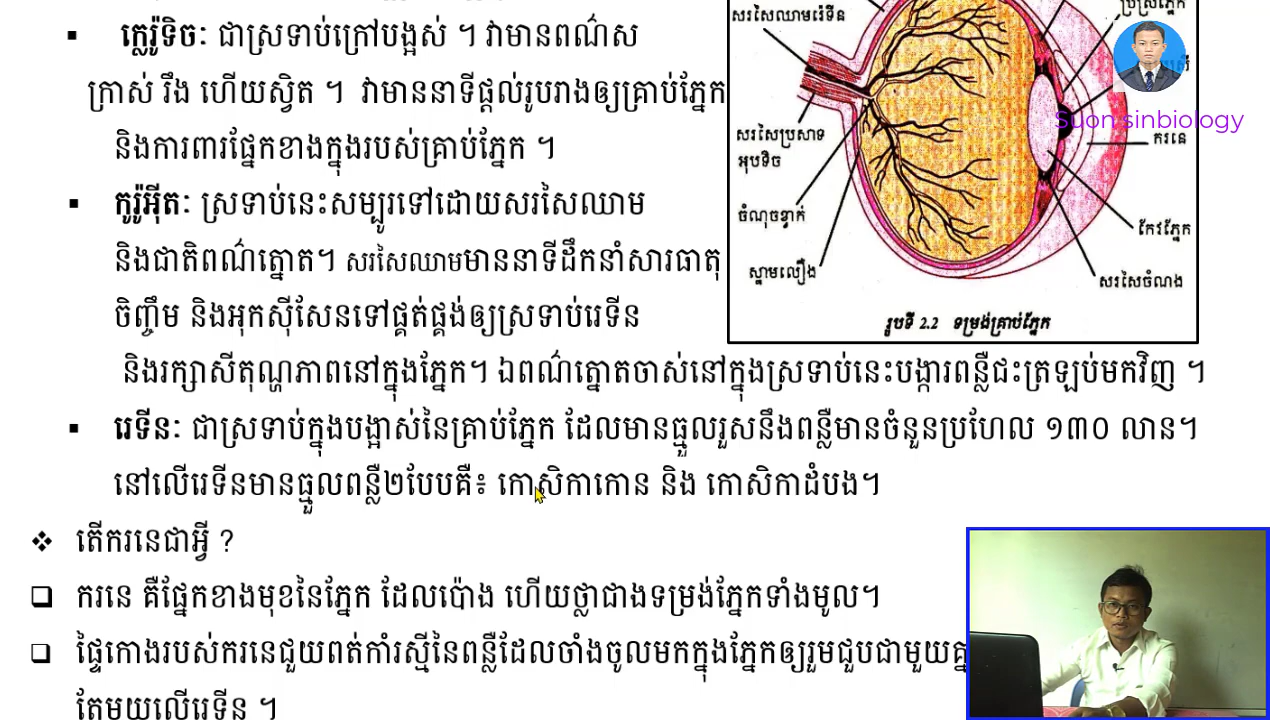 ក្លេរ៉ូទិចៈ ជាស្រទាប់ក្រៅបង្អស់ ។ វាមានពណ៌ស
ក្រាស់ រឹង ហើយស្វិត ។ វាមាននាទីផ្តល់រូបរាងឲ្យគ្រាប់ភ្នែក
និងការពារផ្នែកខាងក្នុងរបស់គ្រាប់ភ្នែក ។
កូរ៉ូអ៊ីតៈ ស្រទាប់នេះសម្បូរទៅដោយសរសៃឈាម
និងជាតិពណ៌ត្នោត។ សរសៃឈាមមាននាទីដឹកនាំសារធាតុ
ចិញ្ចឹម និងអុកស៊ីសែនទៅផ្គត់ផ្គង់ឲ្យស្រទាប់រេទីន
និងរក្សាសីតុណ្ហភាពនៅក្នុងភ្នែក។ ឯពណ៌ត្នោតចាស់នៅក្នុងស្រទាប់នេះបង្ការពន្លឺជះត្រឡប់មកវិញ ។
រេទីនៈ ជាស្រទាប់ក្នុងបង្អាស់នៃគ្រាប់ភ្នែក ដែលមានធ្មួលរួសនឹងពន្លឺមានចំនួនប្រហែល ១៣០ លាន។
នៅលើរេទីនមានធ្មួលពន្លឺ២បែបគឺ៖ កោសិកាកោន និង កោសិកាដំបង។
តើករនេជាអ្វី ?
ករនេ គឺផ្នែកខាងមុខនៃភ្នែក ដែលប៉ោង ហើយថ្លាជាងទម្រង់ភ្នែកទាំងមូល។
ផ្ទៃកោងរបស់ករនេជួយពត់កាំរស្មីនៃពន្លឺដែលចាំងចូលមកក្នុងភ្នែកឲ្យរួមជួបជាមួយគ្នា
តែមួយលើរេទីន ។
សរសៃឈាមរ៉េទីន
ប្រស្រីភ្នែក
Suon sinbiology
ករនេ
សរសៃប្រសាទ
អុបទិច
ចំណុចខ្វាក់
កែវភ្នែក
ស្នាមលឿង
សរសៃចំណង
រូបទី 2.2 ទម្រង់គ្រាប់ភ្នែក